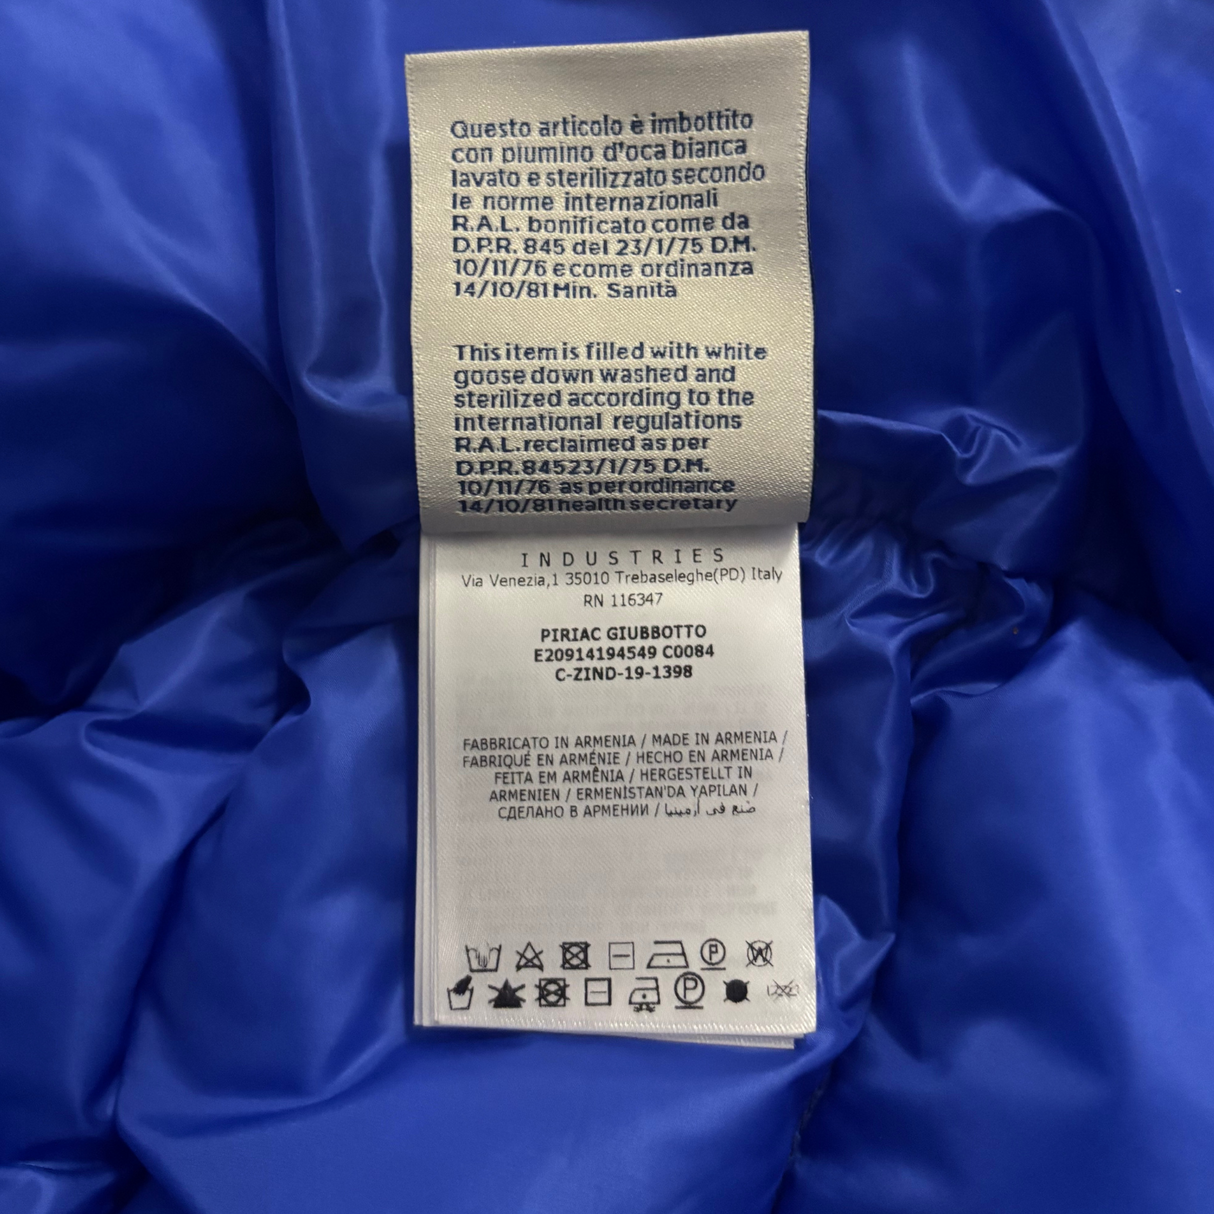 Questo articolo è imbottito
con piumino d'oca bianca
lavato e sterilizzato secondo
le norme internazionali
R.A.L. bonificato come da
D.P.R. 845 del 23/1/75 D.M.
10/11/76 e come ordinanza
14/10/81 Min. Sanità
This item is filled with white
goose down washed and
sterilized according to the
international regulations
R.A.L. reclaimed as per
D.P.R. 845 23/1/75 D.M.
10/11/76 as per ordinance
14/10/81 health secretary
INDUSTRIES
Via Venezia,1 35010 Trebaseleghe(PD) Italy
RN 116347
PIRIAC GIUBBOTTO
E20914194549 C0084
C-ZIND-19-1398
FABBRICATO IN ARMENIA / MADE IN ARMENIA /
FABRIQUÉ EN ARMÉNIE / HECHO EN ARMENIA /
FEITA EM ARMÊNIA / HERGESTELLT IN
ARMENIEN / ERMENİSTAN'DA YAPILAN /
СДЕЛАНО В АРМЕНИИ / صنع في أرمينيا
P W
P